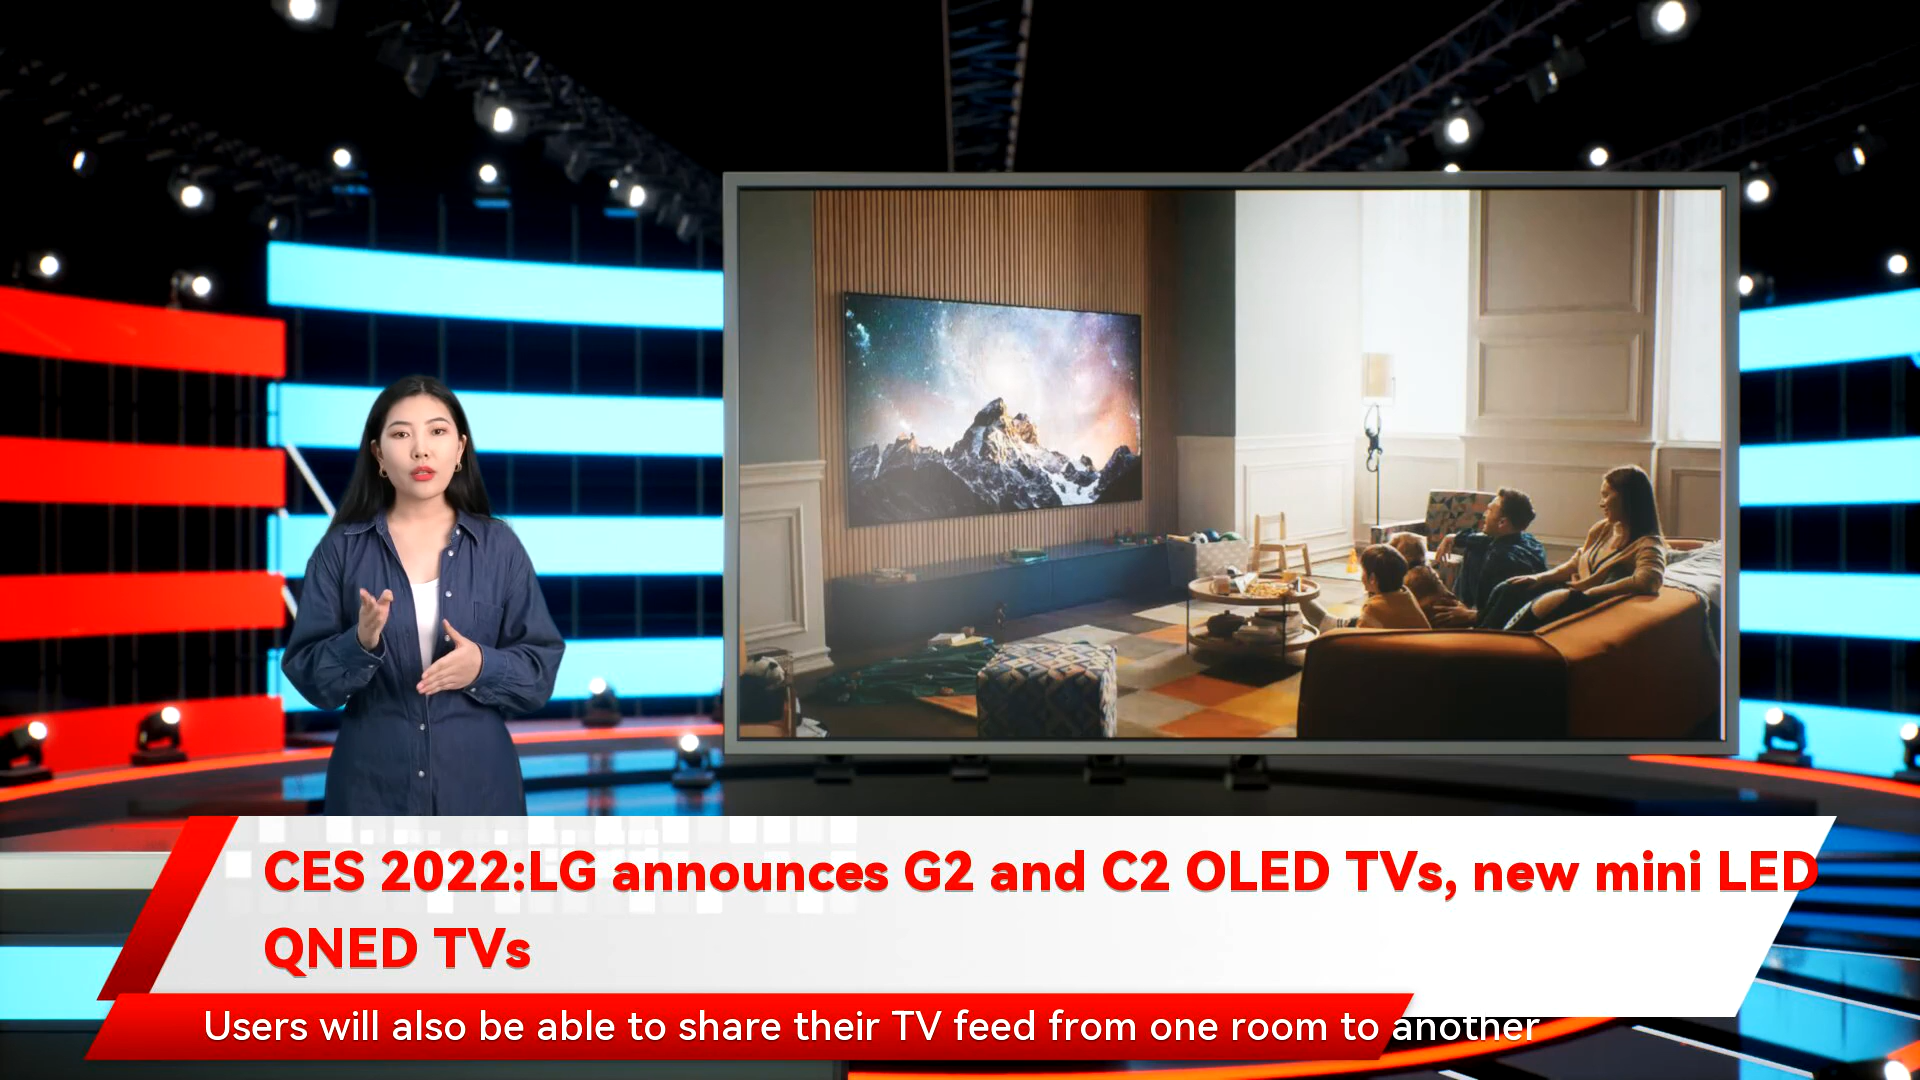 CES 2022:LG announces G2 and C2 OLED TVs, new mini LED
QNED TVs
Users will also be able to share their TV feed from one room to another